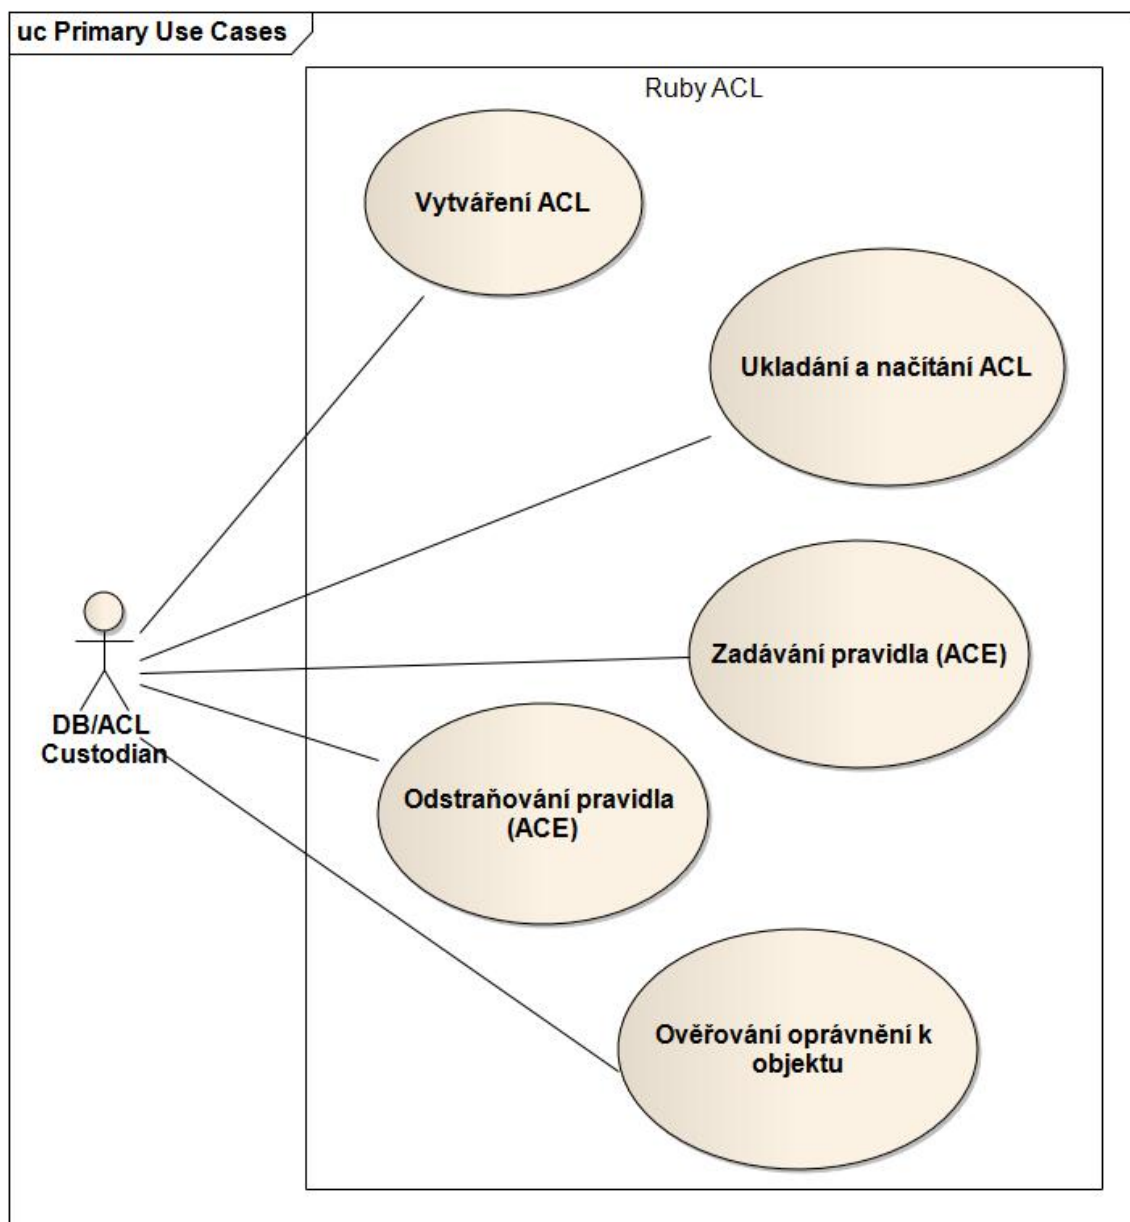 uc Primary Use Cases
Ruby ACL
Vytváření ACL
Ukladání a načítání ACL
Zadávání pravidla (ACE)
DB/ACL
Custodian
Odstraňování pravidla
(ACE)
Ověřování oprávnění k
objektu